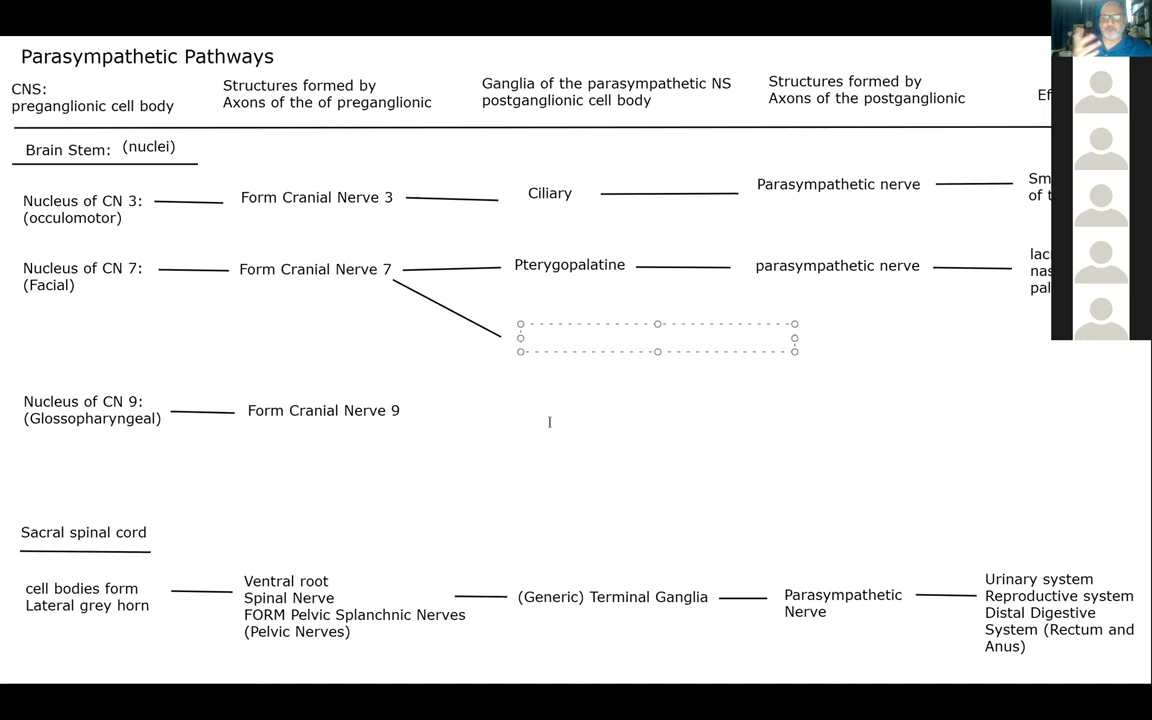 Parasympathetic Pathways
CNS:
preganglionic cell body
Structures formed by
Axons of the of preganglionic
Ganglia of the parasympathetic NS
postganglionic cell body
Structures formed by
Axons of the postganglionic
Brain Stem: (nuclei)
Nucleus of CN 3:
(occulomotor)
Form Cranial Nerve 3
Ciliary
Parasympathetic nerve
of
Nucleus of CN 7:
(Facial)
Form Cranial Nerve 7
Pterygopalatine
parasympathetic nerve
Nucleus of CN 9:
(Glossopharyngeal)
Form Cranial Nerve 9
Sacral spinal cord
cell bodies form
Lateral grey horn
Ventral root
Spinal Nerve
FORM Pelvic Splanchnic Nerves
(Pelvic Nerves)
(Generic) Terminal Ganglia
Parasympathetic
Nerve
Urinary system
Reproductive system
Distal Digestive
System (Rectum and
Anus)